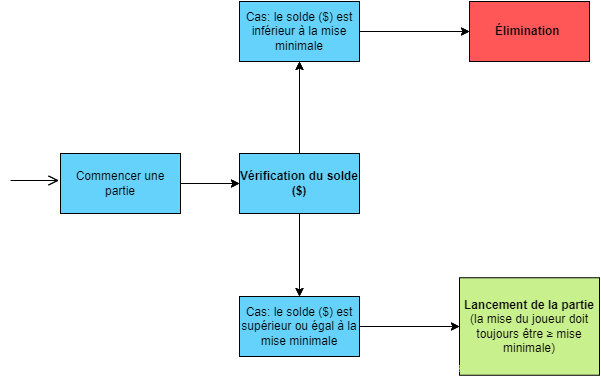 Cas: le solde ($) est
inférieur à la mise
minimale
Élimination
Commencer une
partie
Vérification du solde
($)
Cas: le solde ($) est
supérieur ou égal à la
mise minimale
Lancement de la partie
(la mise du joueur doit
toujours être ≥ mise
minimale)